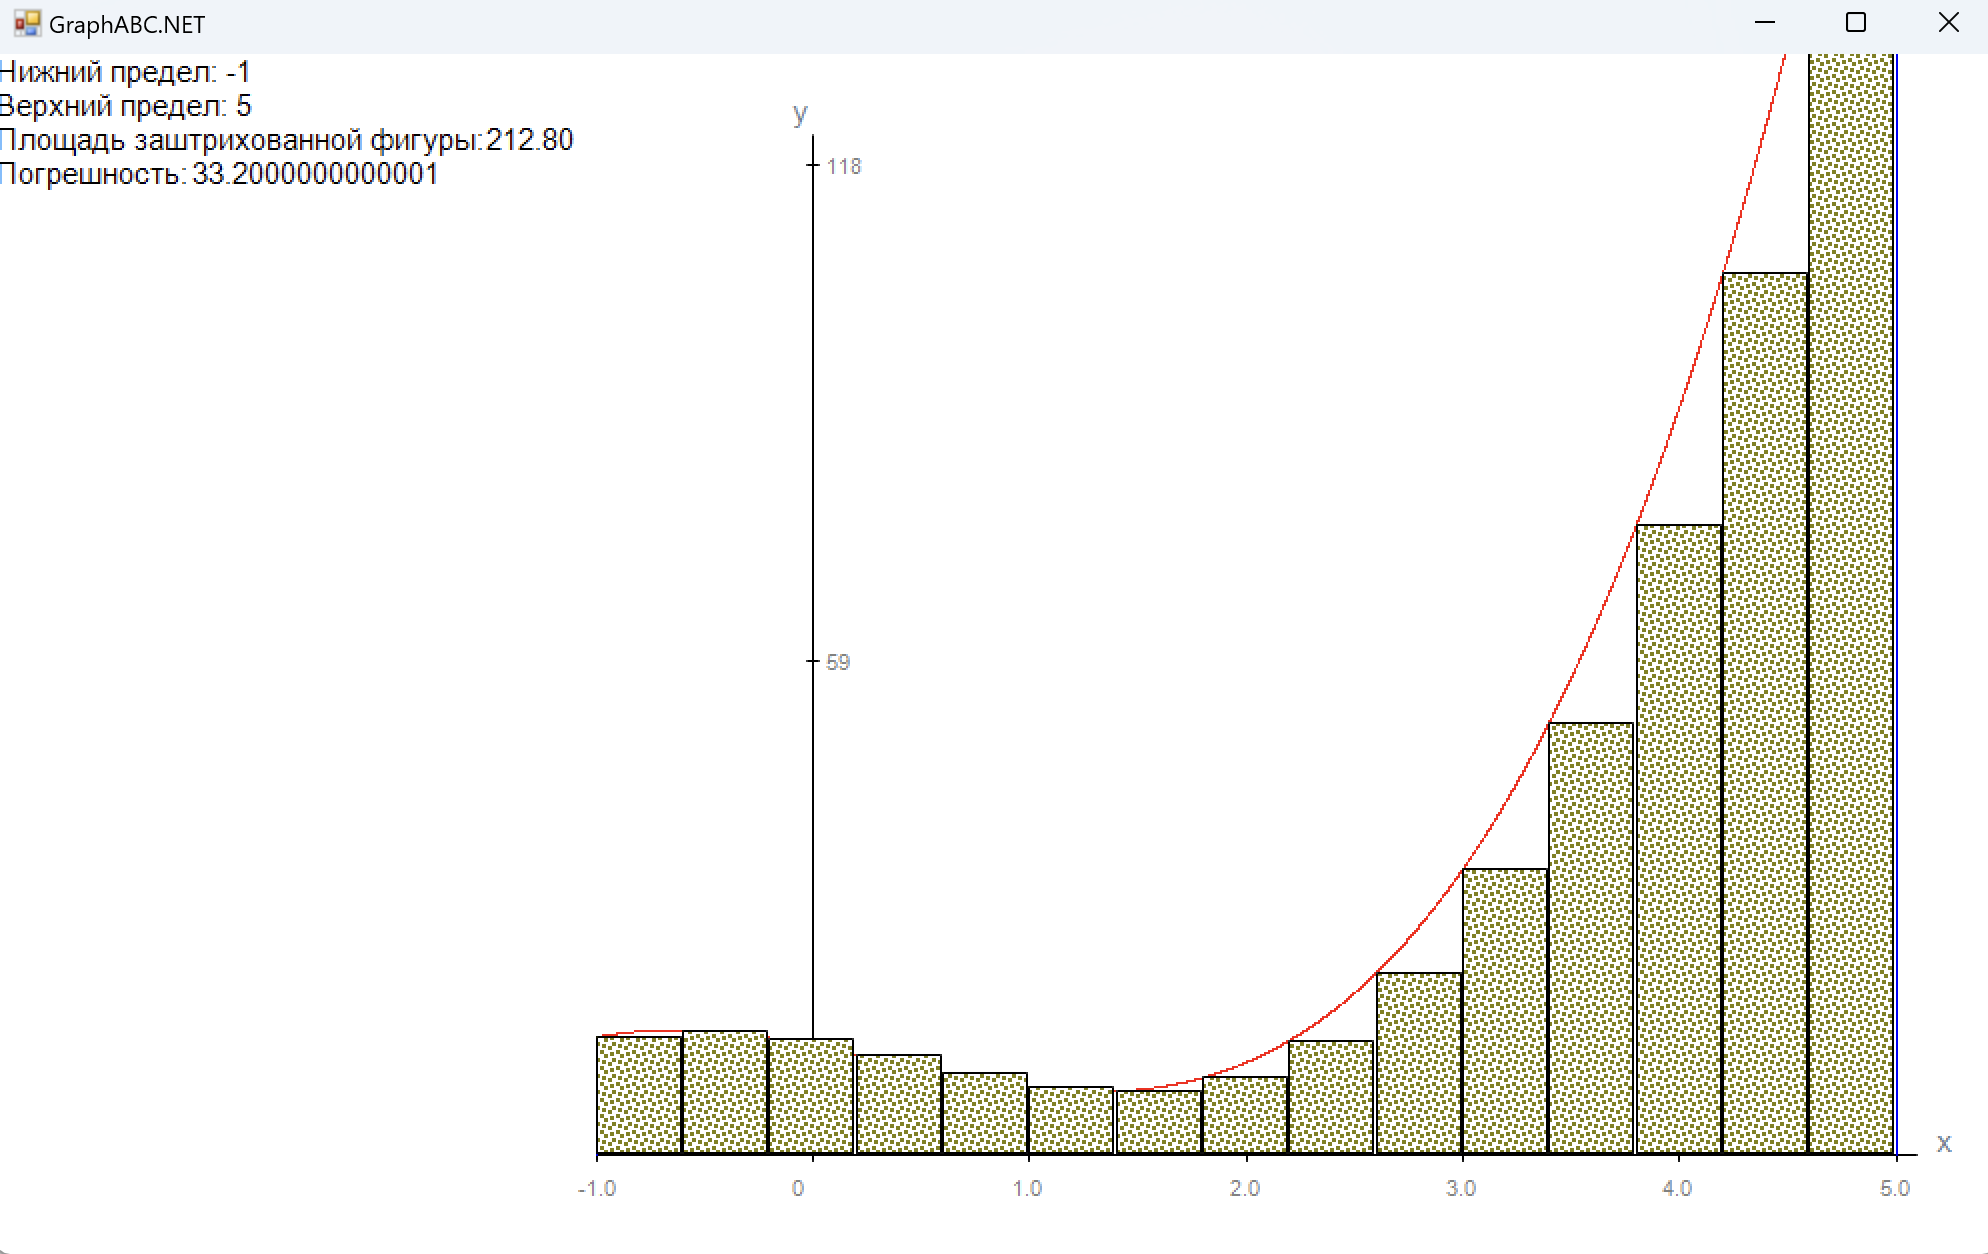 GraphABC.NET
Нижний предел: -1
Верхний предел: 5
Площадь заштрихованной фигуры:212.80
Погрешность: 33.2000000000001
y
118
59
x
-1.0 0 1.0 2.0 3.0 4.0 5.0